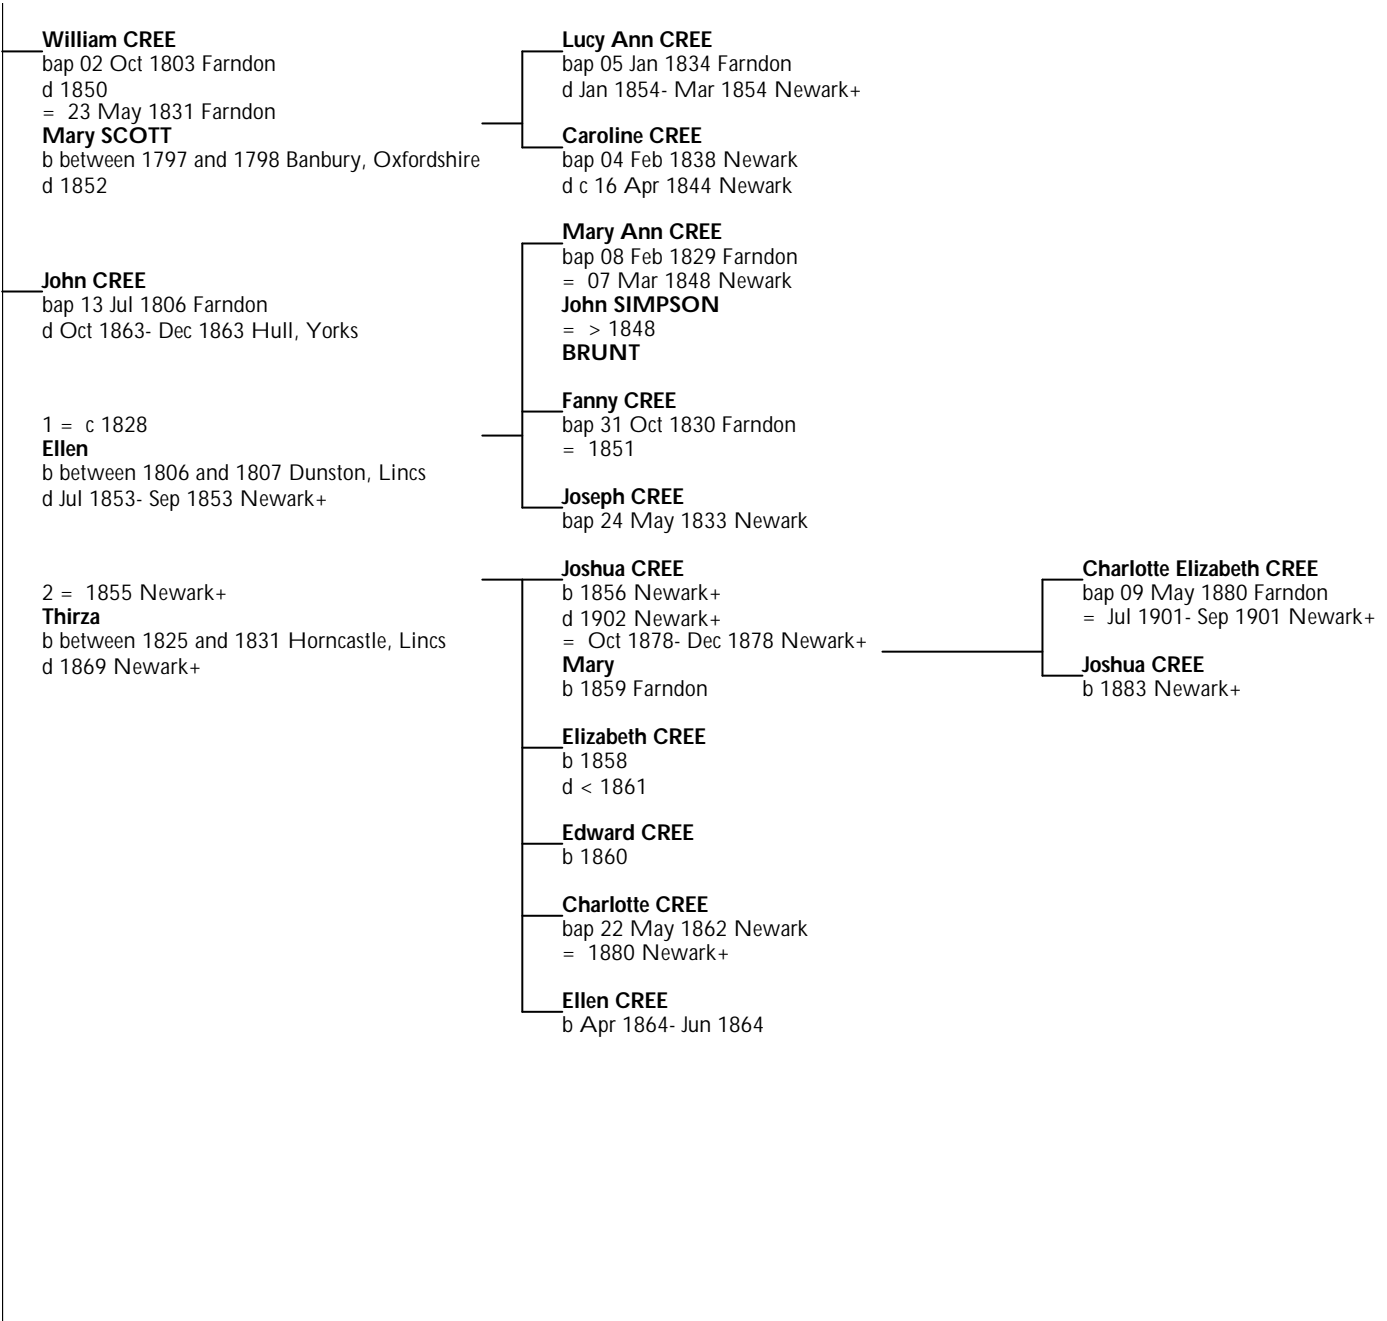 William CREE
bap 02 Oct 1803 Farndon
d 1850
= 23 May 1831 Farndon
Mary SCOTT
b between 1797 and 1798 Banbury, Oxfordshire
d 1852
Lucy Ann CREE
bap 05 Jan 1834 Farndon
d Jan 1854- Mar 1854 Newark+
Caroline CREE
bap 04 Feb 1838 Newark
d c 16 Apr 1844 Newark
John CREE
bap 13 Jul 1806 Farndon
d Oct 1863- Dec 1863 Hull, Yorks
1 = c 1828
Ellen
b between 1806 and 1807 Dunston, Lincs
d Jul 1853- Sep 1853 Newark+
Mary Ann CREE
bap 08 Feb 1829 Farndon
= 07 Mar 1848 Newark
John SIMPSON
= > 1848
BRUNT
Fanny CREE
bap 31 Oct 1830 Farndon
= 1851
Joseph CREE
bap 24 May 1833 Newark
2 = 1855 Newark+
Thirza
b between 1825 and 1831 Horncastle, Lincs
d 1869 Newark+
Joshua CREE
b 1856 Newark+
d 1902 Newark+
= Oct 1878- Dec 1878 Newark+
Mary
b 1859 Farndon
Charlotte Elizabeth CREE
bap 09 May 1880 Farndon
= Jul 1901- Sep 1901 Newark+
Joshua CREE
b 1883 Newark+
Elizabeth CREE
b 1858
d < 1861
Edward CREE
b 1860
Charlotte CREE
bap 22 May 1862 Newark
= 1880 Newark+
Ellen CREE
b Apr 1864- Jun 1864